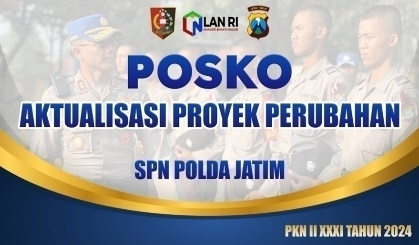 LAN RI
POSKO
AKTUALISASI PROYEK PERUBAHAN
SPN POLDA JATIM
PKN II XXXI TAHUN 2024